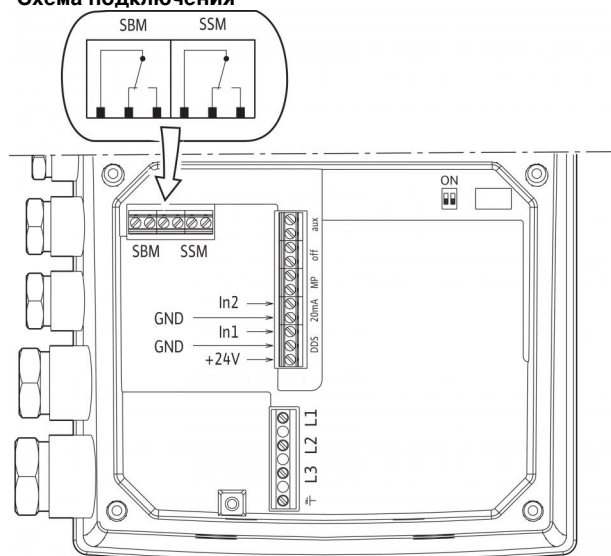 Схема подключения
SBM SSM
ON
SBM SSM
aux
off
MP
20mA
DDS
In2
GND
In1
GND
+24V
L1
L2
L3